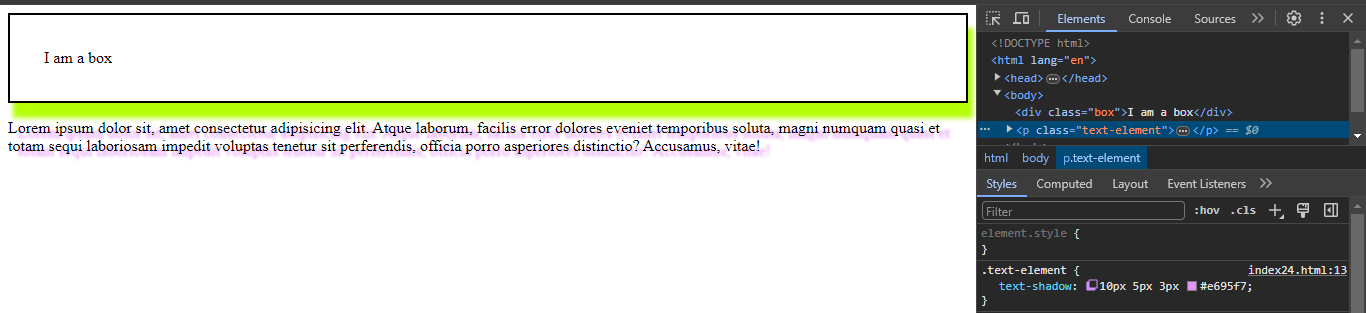 I am a box
Lorem ipsum dolor sit, amet consectetur adipisicing elit. Atque laborum, facilis error dolores eveniet temporibus soluta, magni numquam quasi et
totam sequi laboriosam impedit voluptas tenetur sit perferendis, officia porro asperiores distinctio? Accusamus, vitae!
Elements Console Sources
<!DOCTYPE html>
<html lang="en">
<head> </head>
<body>
<div class="box">I am a box</div>
<p class="text-element"> </p> == $0
html body p.text-element
Styles Computed Layout Event Listeners
Filter :hov .cls
element.style {
}
.text-element { index24.html:13
text-shadow: 10px 5px 3px #e695f7;
}